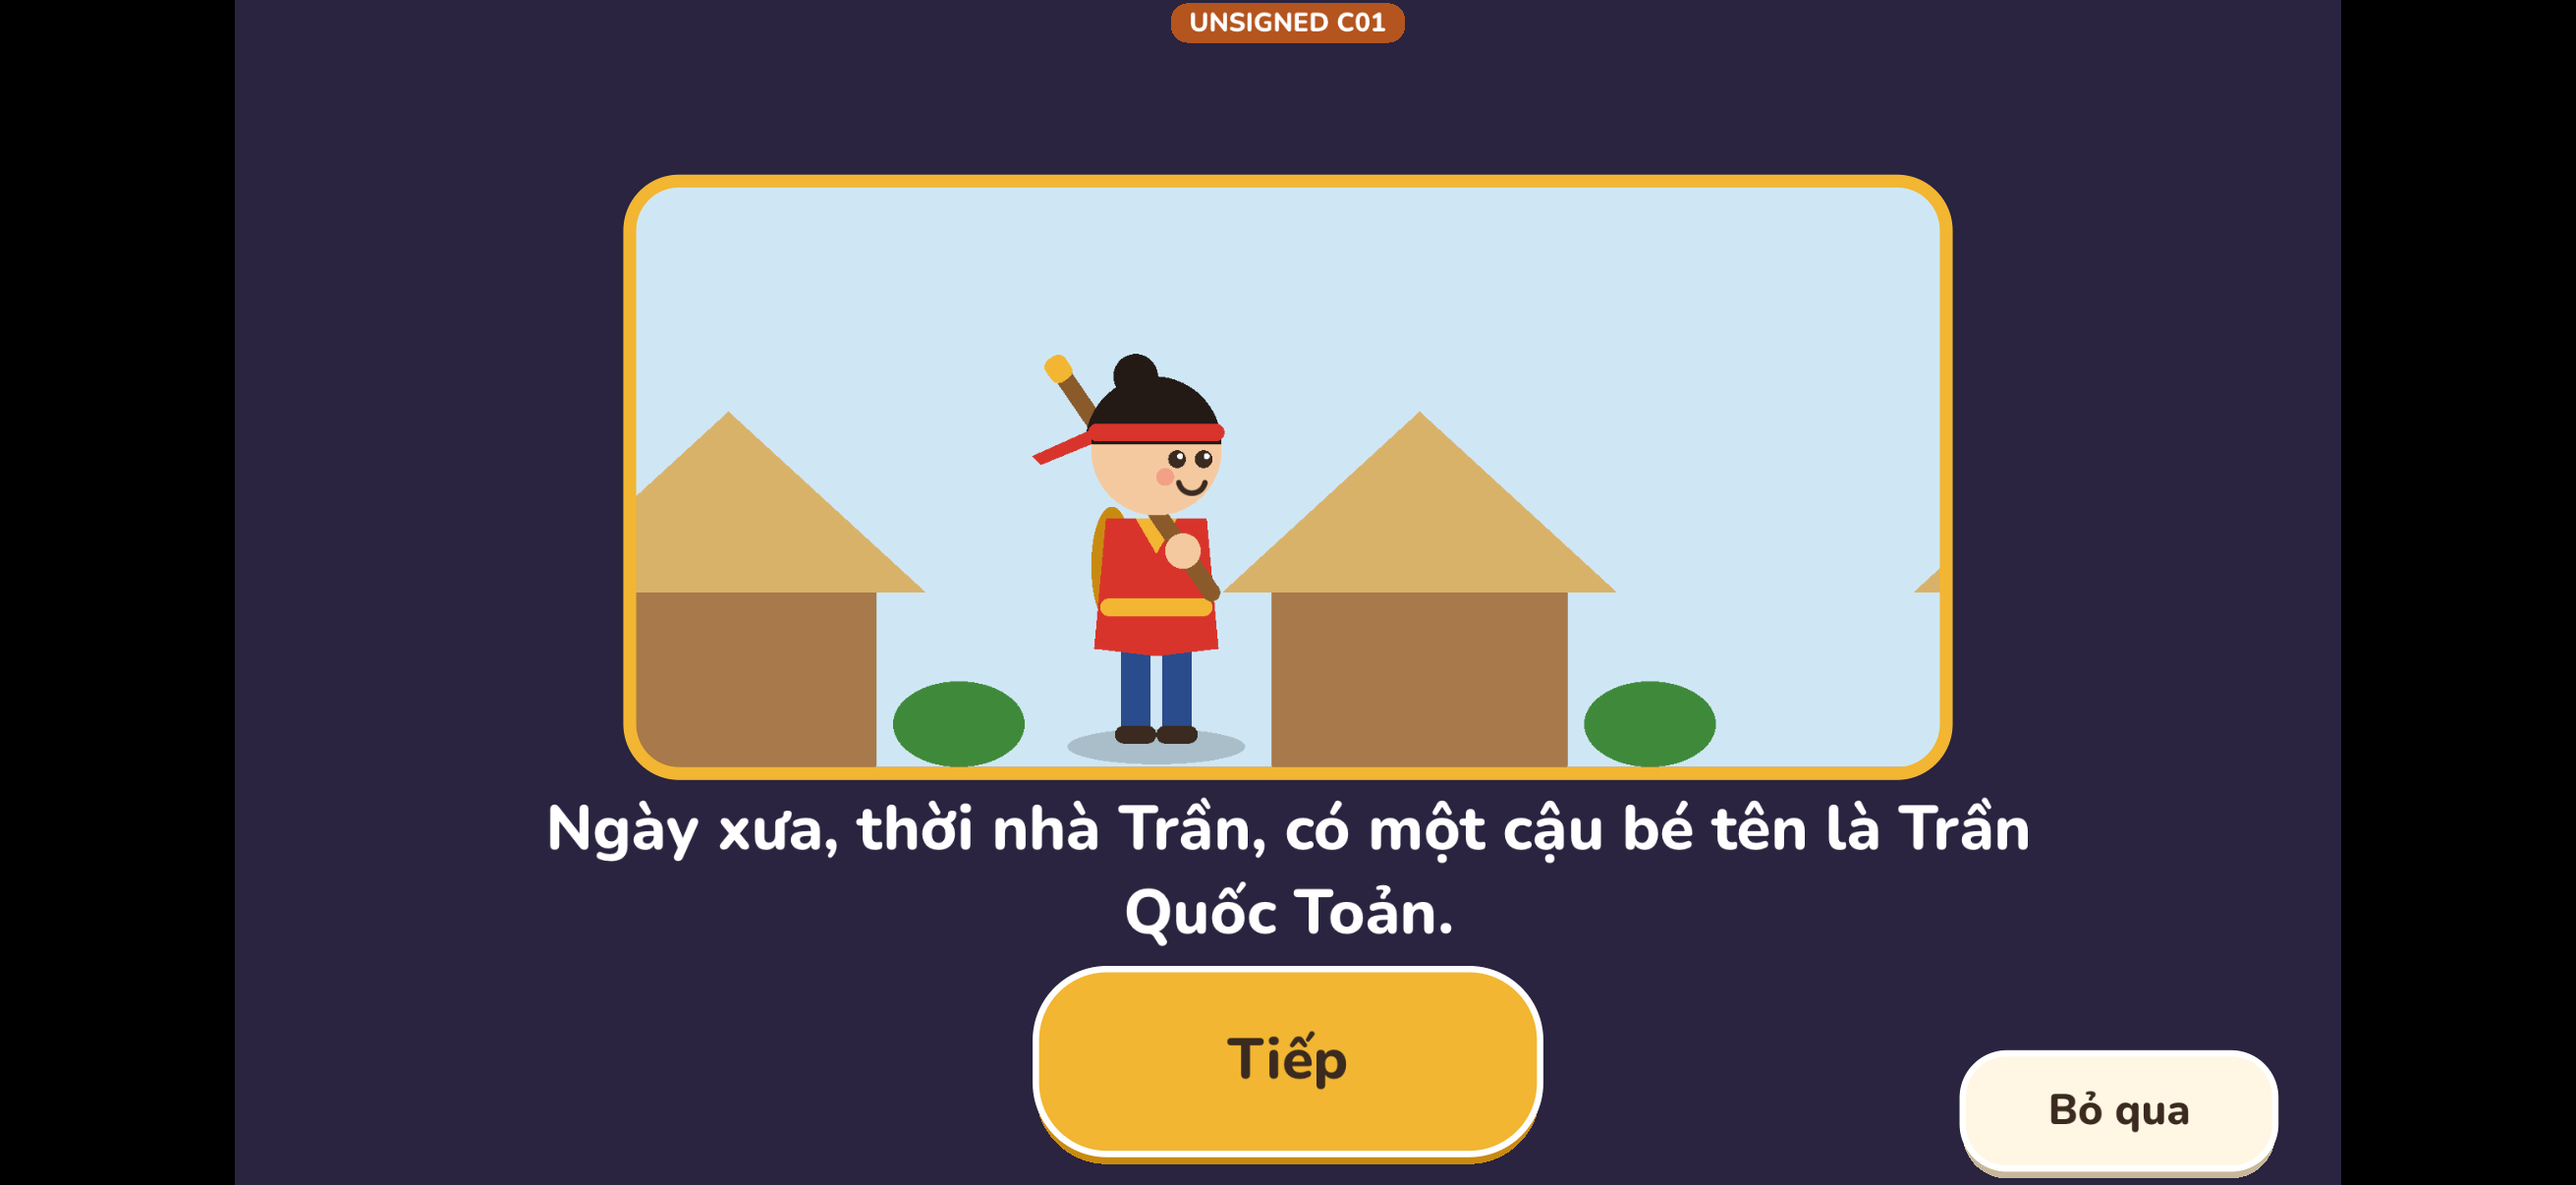 UNSIGNED C01
Ngày xưa, thời nhà Trần, có một cậu bé tên là Trần
Quốc Toản.
Tiếp
Bỏ qua